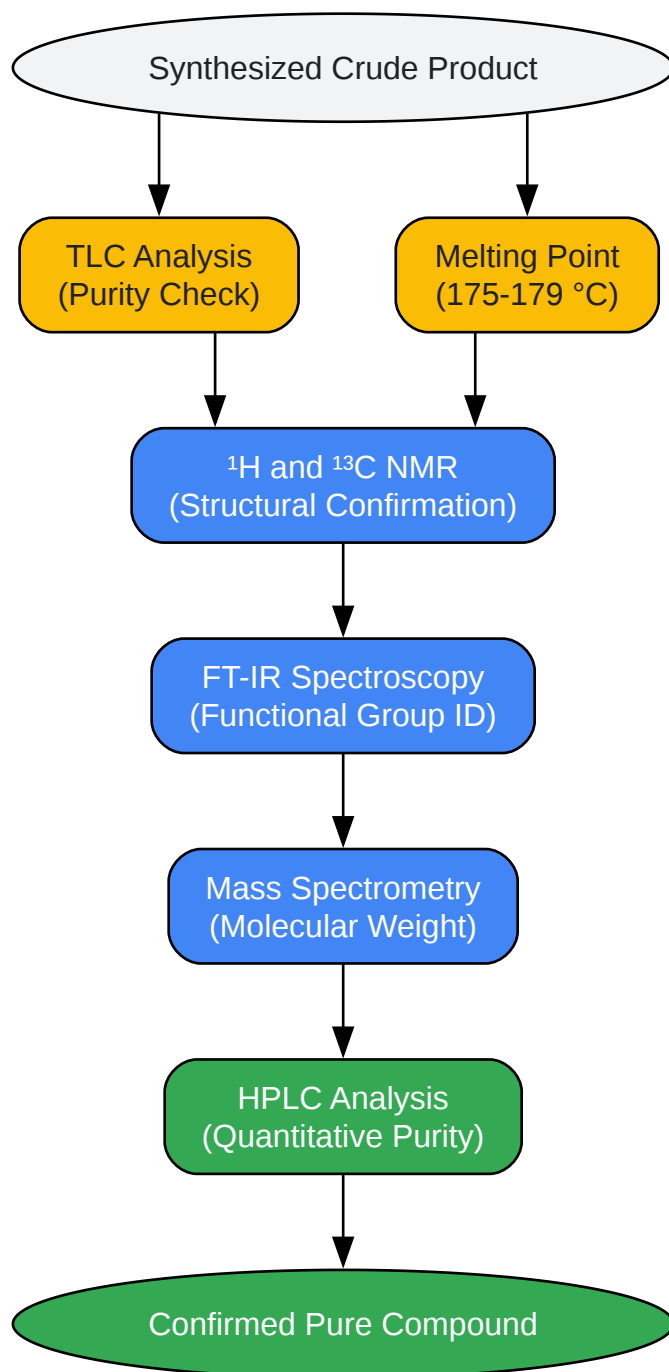 Synthesized Crude Product
TLC Analysis
(Purity Check)
Melting Point
(175-179 °C)
¹H and ¹³C NMR
(Structural Confirmation)
FT-IR Spectroscopy
(Functional Group ID)
Mass Spectrometry
(Molecular Weight)
HPLC Analysis
(Quantitative Purity)
Confirmed Pure Compound